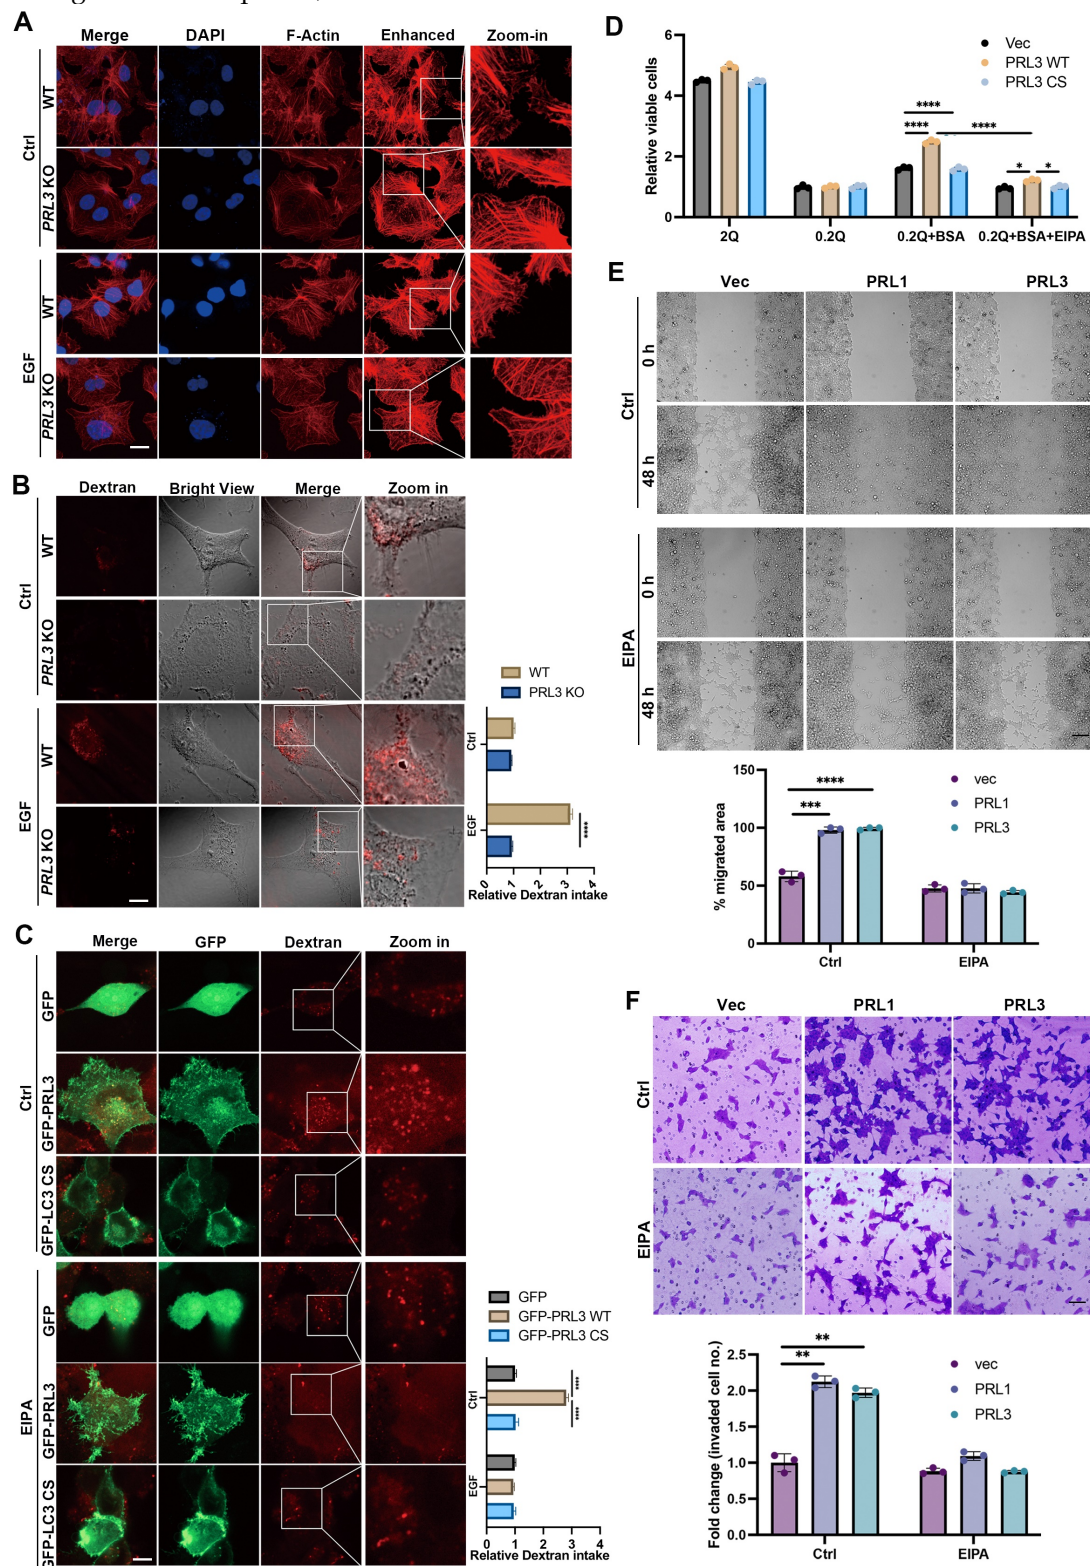 A
Merge DAPI F-Actin Enhanced Zoom-in
Ctrl
WT
PRL3 KO
EGF
WT
PRL3 KO
B
Dextran Bright View Merge Zoom in
Ctrl
WT
PRL3 KO
EGF
WT
PRL3 KO
WT
PRL3 KO
Ctrl
EGF
****
0 1 2 3 4
Relative Dextran intake
C
Merge GFP Dextran Zoom in
Ctrl
GFP
GFP-PRL3
GFP-LC3 CS
EIPA
GFP
GFP-PRL3
GFP-LC3 CS
GFP
GFP-PRL3 WT
GFP-PRL3 CS
Ctrl
EGF
****
****
0 1 2 3 4
Relative Dextran intake
D
Relative viable cells
6
4
2
0
Vec
PRL3 WT
PRL3 CS
****
**** ****
* *
2Q 0.2Q 0.2Q+BSA 0.2Q+BSA+EIPA
E
Vec PRL1 PRL3
Ctrl
0 h
48 h
EIPA
0 h
48 h
% migrated area
150
100
50
0
****
***
vec
PRL1
PRL3
Ctrl EIPA
F
Vec PRL1 PRL3
Ctrl
EIPA
Fold change (invaded cell no.)
2.5
2.0
1.5
1.0
0.5
0.0
**
**
vec
PRL1
PRL3
Ctrl EIPA